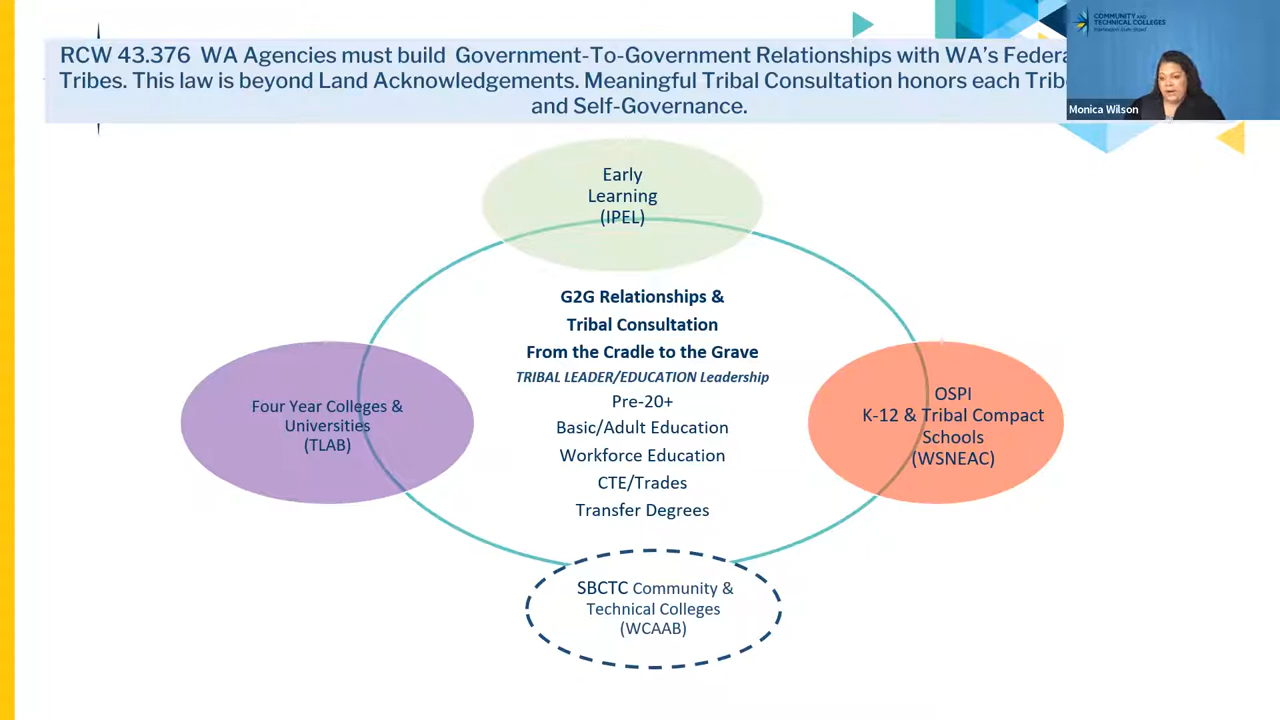 RCW 43.376 WA Agencies must build Government-To-Government Relationships with WA's
Tribes. This law is beyond Land Acknowledgements. Meaningful Tribal Consultation honors each
and Self-Governance.
COMMUNITY AND
TECHNICAL COLLEGES
Washington State Board
Monica Wilson
Early
Learning
(IPEL)
G2G Relationships &
Tribal Consultation
From the Cradle to the Grave
TRIBAL LEADER/EDUCATION Leadership
Pre-20+
Basic/Adult Education
Workforce Education
CTE/Trades
Transfer Degrees
Four Year Colleges &
Universities
(TLAB)
OSPI
K-12 & Tribal Compact
Schools
(WSNEAC)
SBCTC Community &
Technical Colleges
(WCAAB)